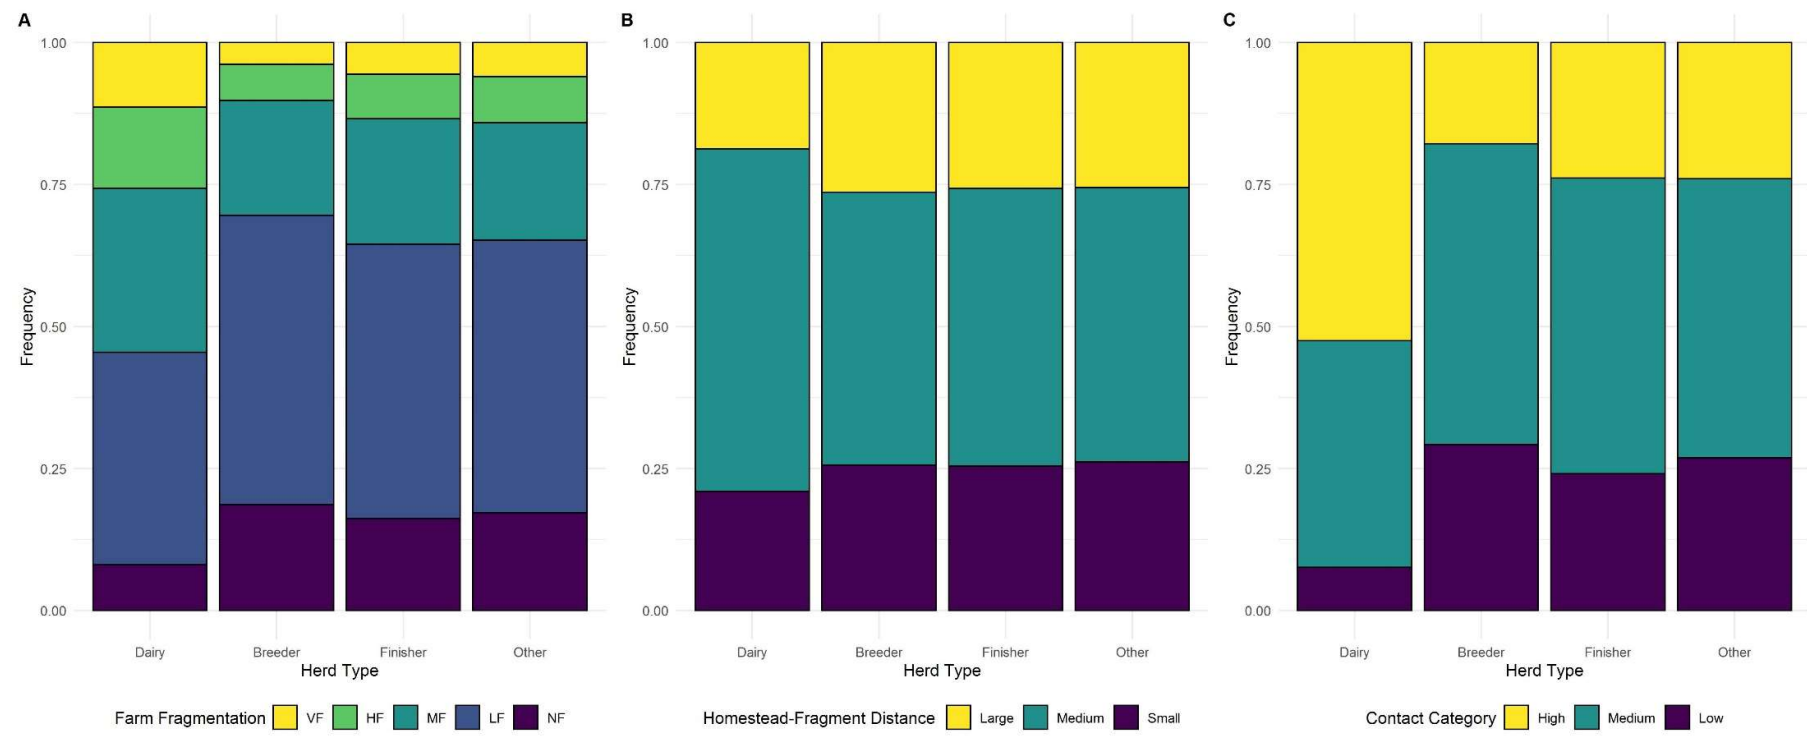 A
Frequency
1.00
0.75
0.50
0.25
0.00
Dairy Breeder Finisher Other
Herd Type
Farm Fragmentation VF HF MF LF NF
B
Frequency
1.00
0.75
0.50
0.25
0.00
Dairy Breeder Finisher Other
Herd Type
Homestead-Fragment Distance Large Medium Small
C
Frequency
1.00
0.75
0.50
0.25
0.00
Dairy Breeder Finisher Other
Herd Type
Contact Category High Medium Low